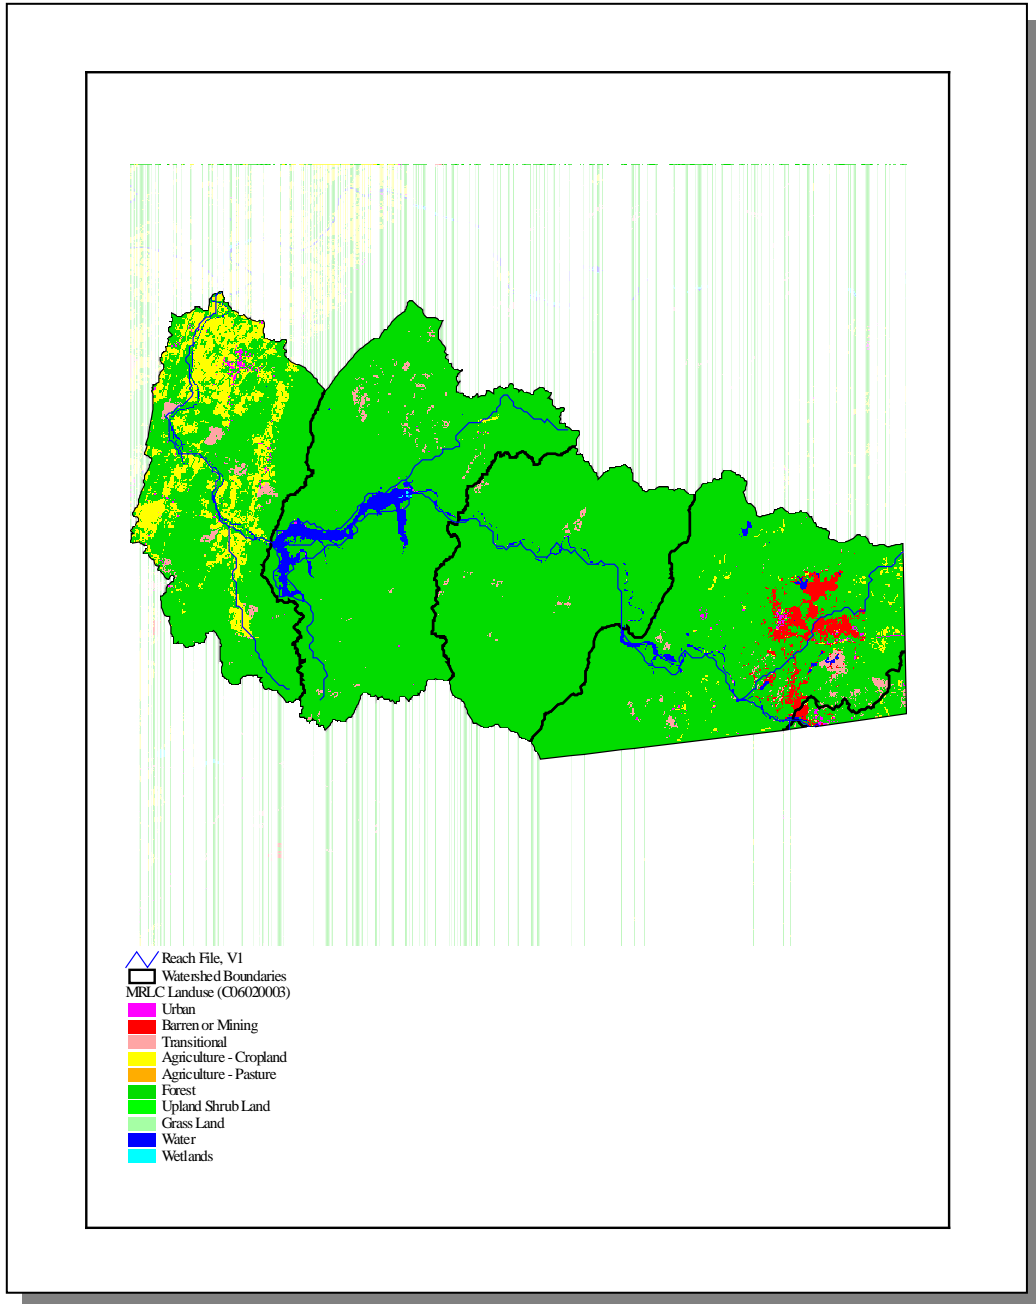 Reach File, V1
Watershed Boundaries
MRLC Landuse (C06020003)
Urban
Barren or Mining
Transitional
Agriculture - Cropland
Agriculture - Pasture
Forest
Upland Shrub Land
Grass Land
Water
Wetlands